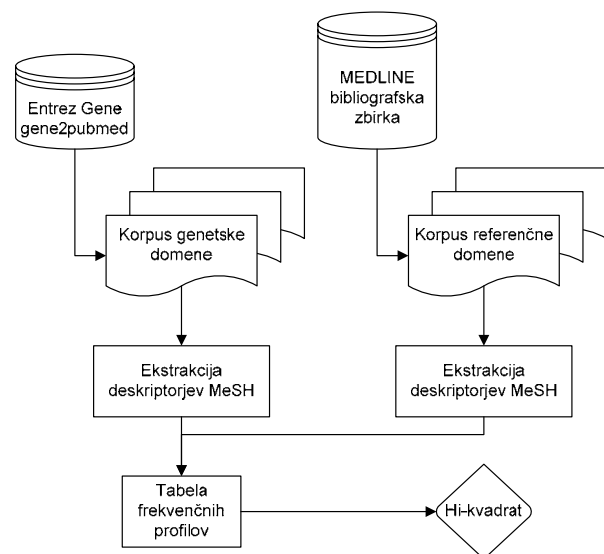 Entrez Gene
gene2pubmed
MEDLINE
bibliografska
zbirka
Korpus genetske
domene
Korpus referenčne
domene
Ekstrakcija
deskriptorjev MeSH
Ekstrakcija
deskriptorjev MeSH
Tabela
frekvenčnih
profilov
Hi-kvadrat